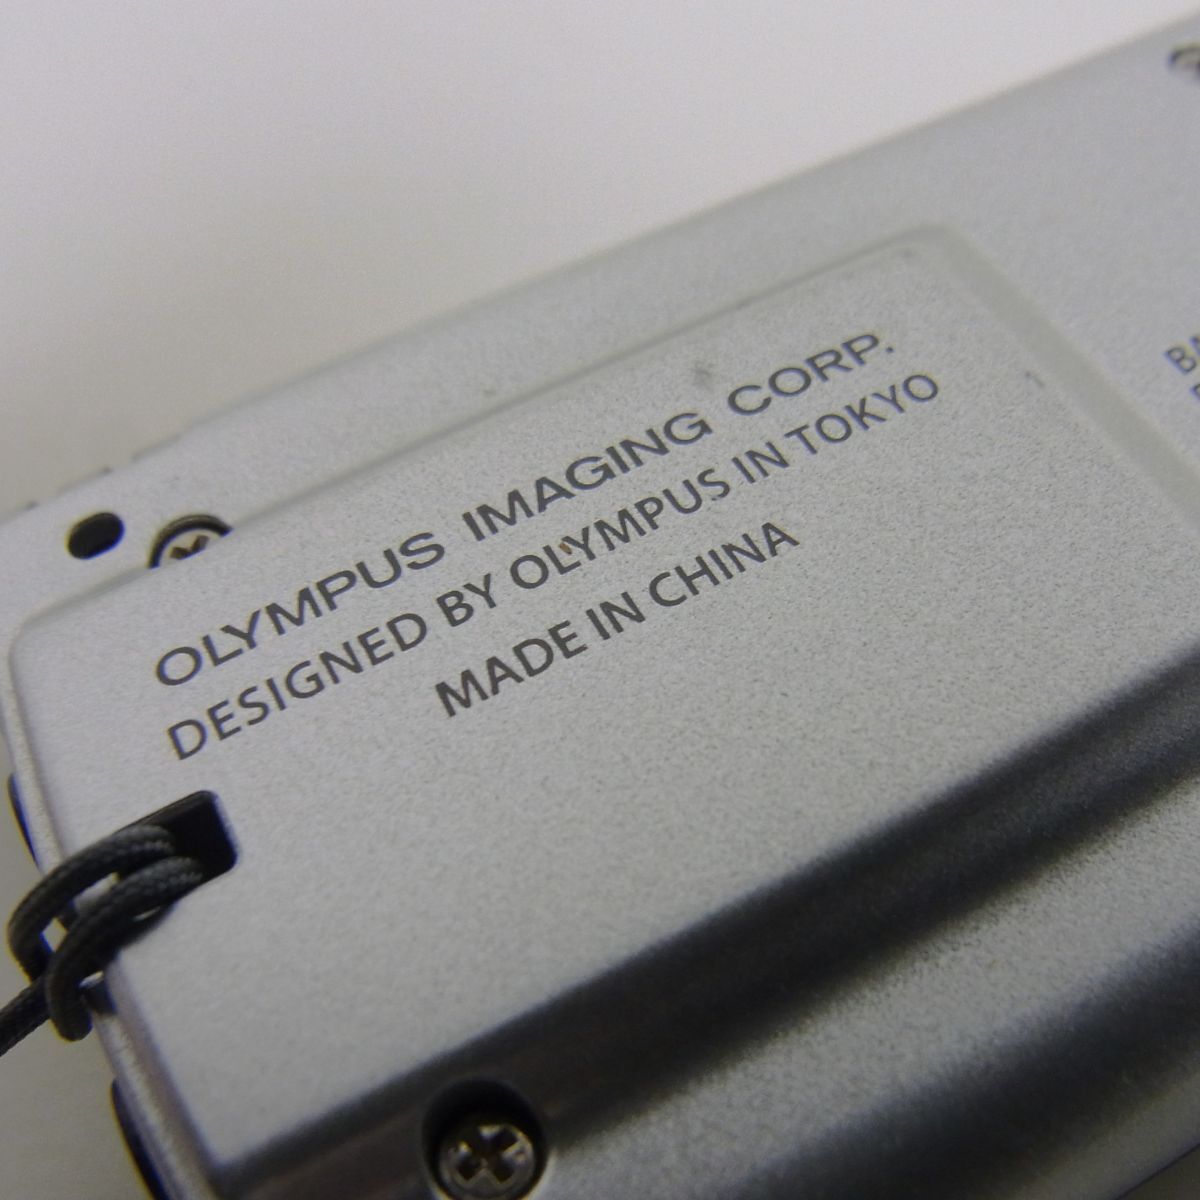 OLYMPUS IMAGING CORP.
DESIGNED BY OLYMPUS IN TOKYO
MADE IN CHINA